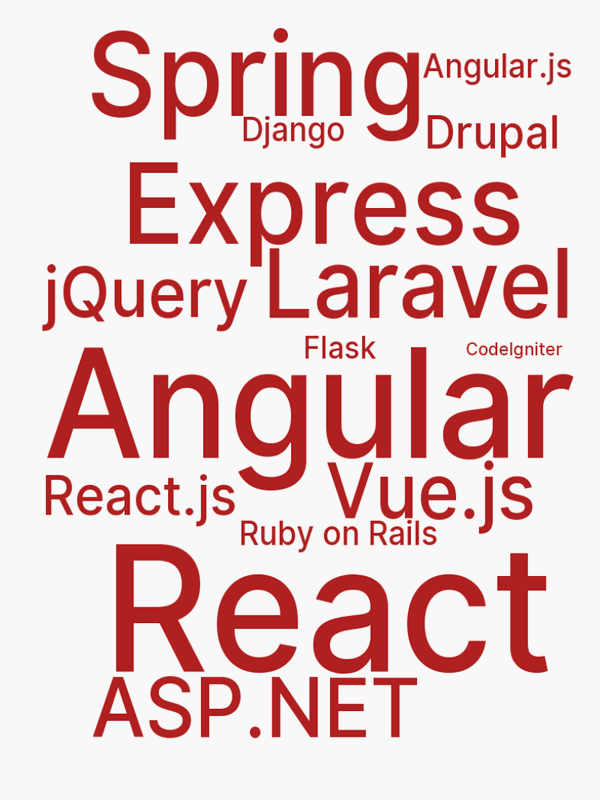 Spring
Angular.js
Django
Drupal
Express
jQuery
Laravel
Flask
CodeIgniter
Angular
React.js
Vue.js
Ruby on Rails
React
ASP.NET